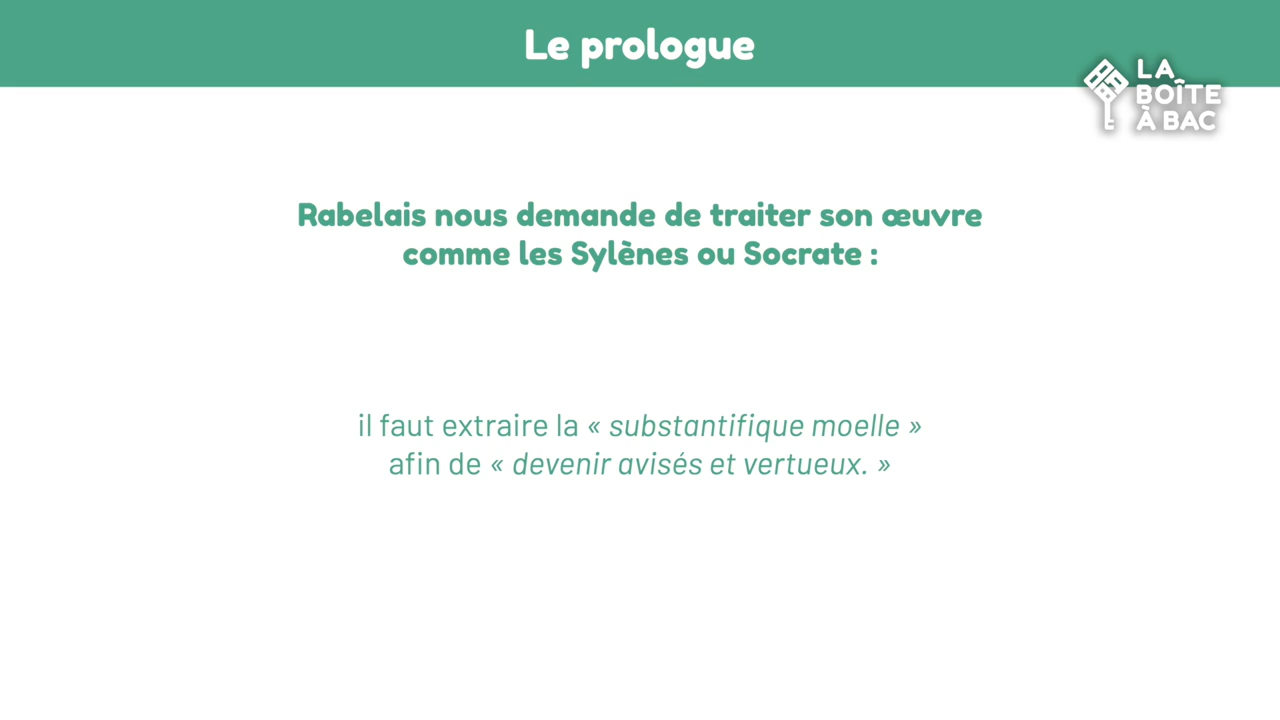 Le prologue
LA
BOÎTE
À BAC
Rabelais nous demande de traiter son œuvre
comme les Sylènes ou Socrate :
il faut extraire la « substantifique moelle »
afin de « devenir avisés et vertueux. »